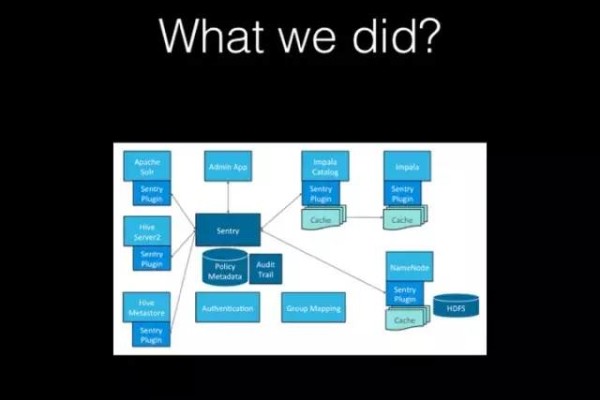 What we did?
Apache
Solr
Sentry
Plugin
Admin App
Impala
Catalog
Sentry
Plugin
Cache
Impala
Sentry
Plugin
Cache
Hive
Server2
Sentry
Plugin
Sentry
Policy
Metadata
Audit
Trail
NameNode
Sentry
Plugin
Cache
HDFS
Hive
Metastore
Sentry
Plugin
Authentication
Group Mapping